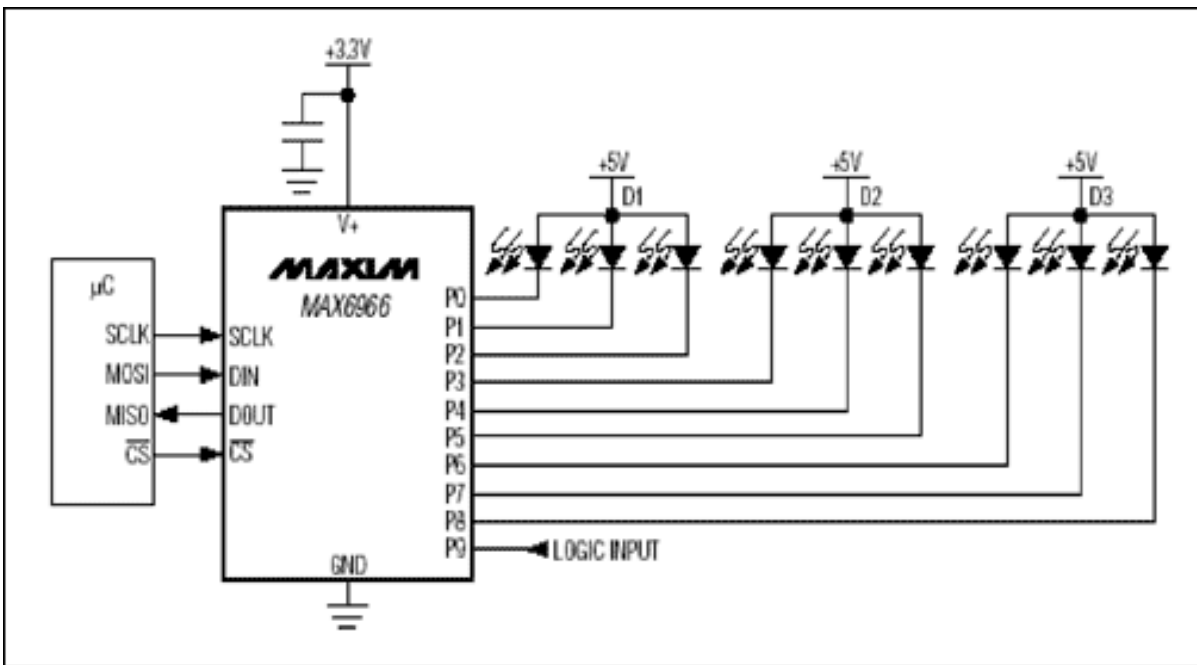 +3.3V
+5V
+5V
+5V
D1
D2
D3
V+
MAXIM
MAX6966
µC
SCLK
MOSI
MISO
CS
SCLK
DIN
DOUT
CS
P0
P1
P2
P3
P4
P5
P6
P7
P8
P9
LOGIC INPUT
GND